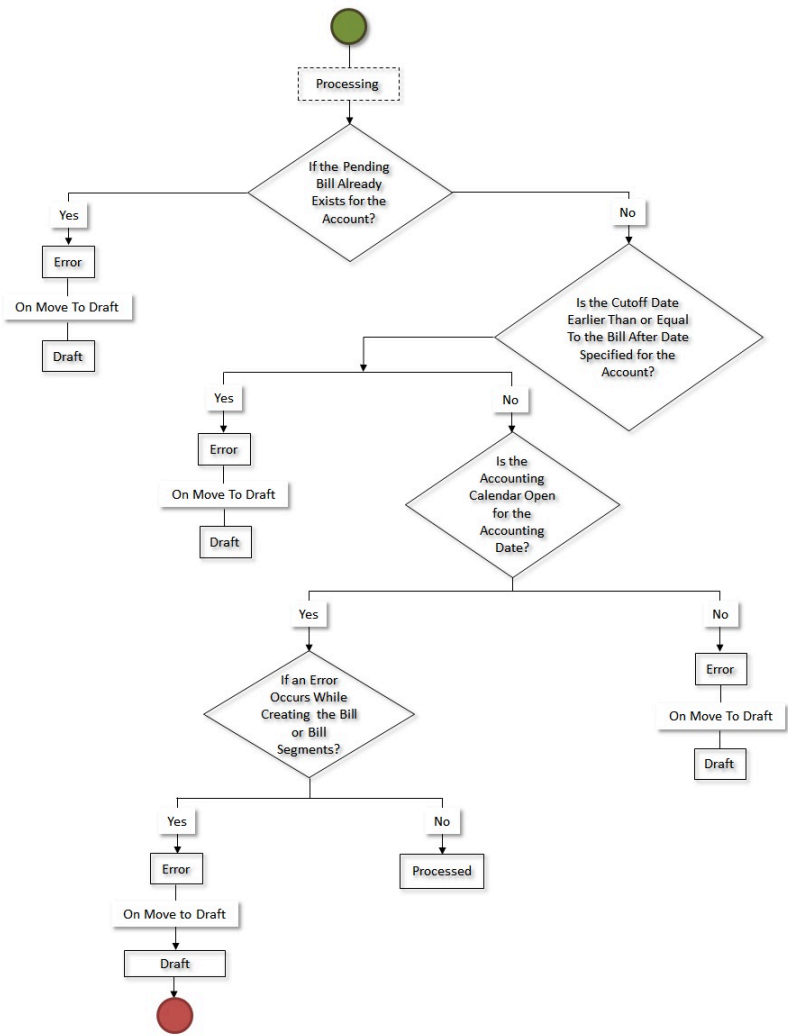 Processing
If the Pending
Bill Already
Exists for the
Account?
Yes
No
Error
On Move To Draft
Draft
Is the Cutoff Date
Earlier Than or Equal
To the Bill After Date
Specified for the
Account?
Yes
No
Error
On Move To Draft
Draft
Is the
Accounting
Calendar Open
for the
Accounting
Date?
Yes
No
If an Error
Occurs While
Creating the Bill
or Bill
Segments?
Error
On Move To Draft
Draft
Yes
No
Error
Processed
On Move to Draft
Draft